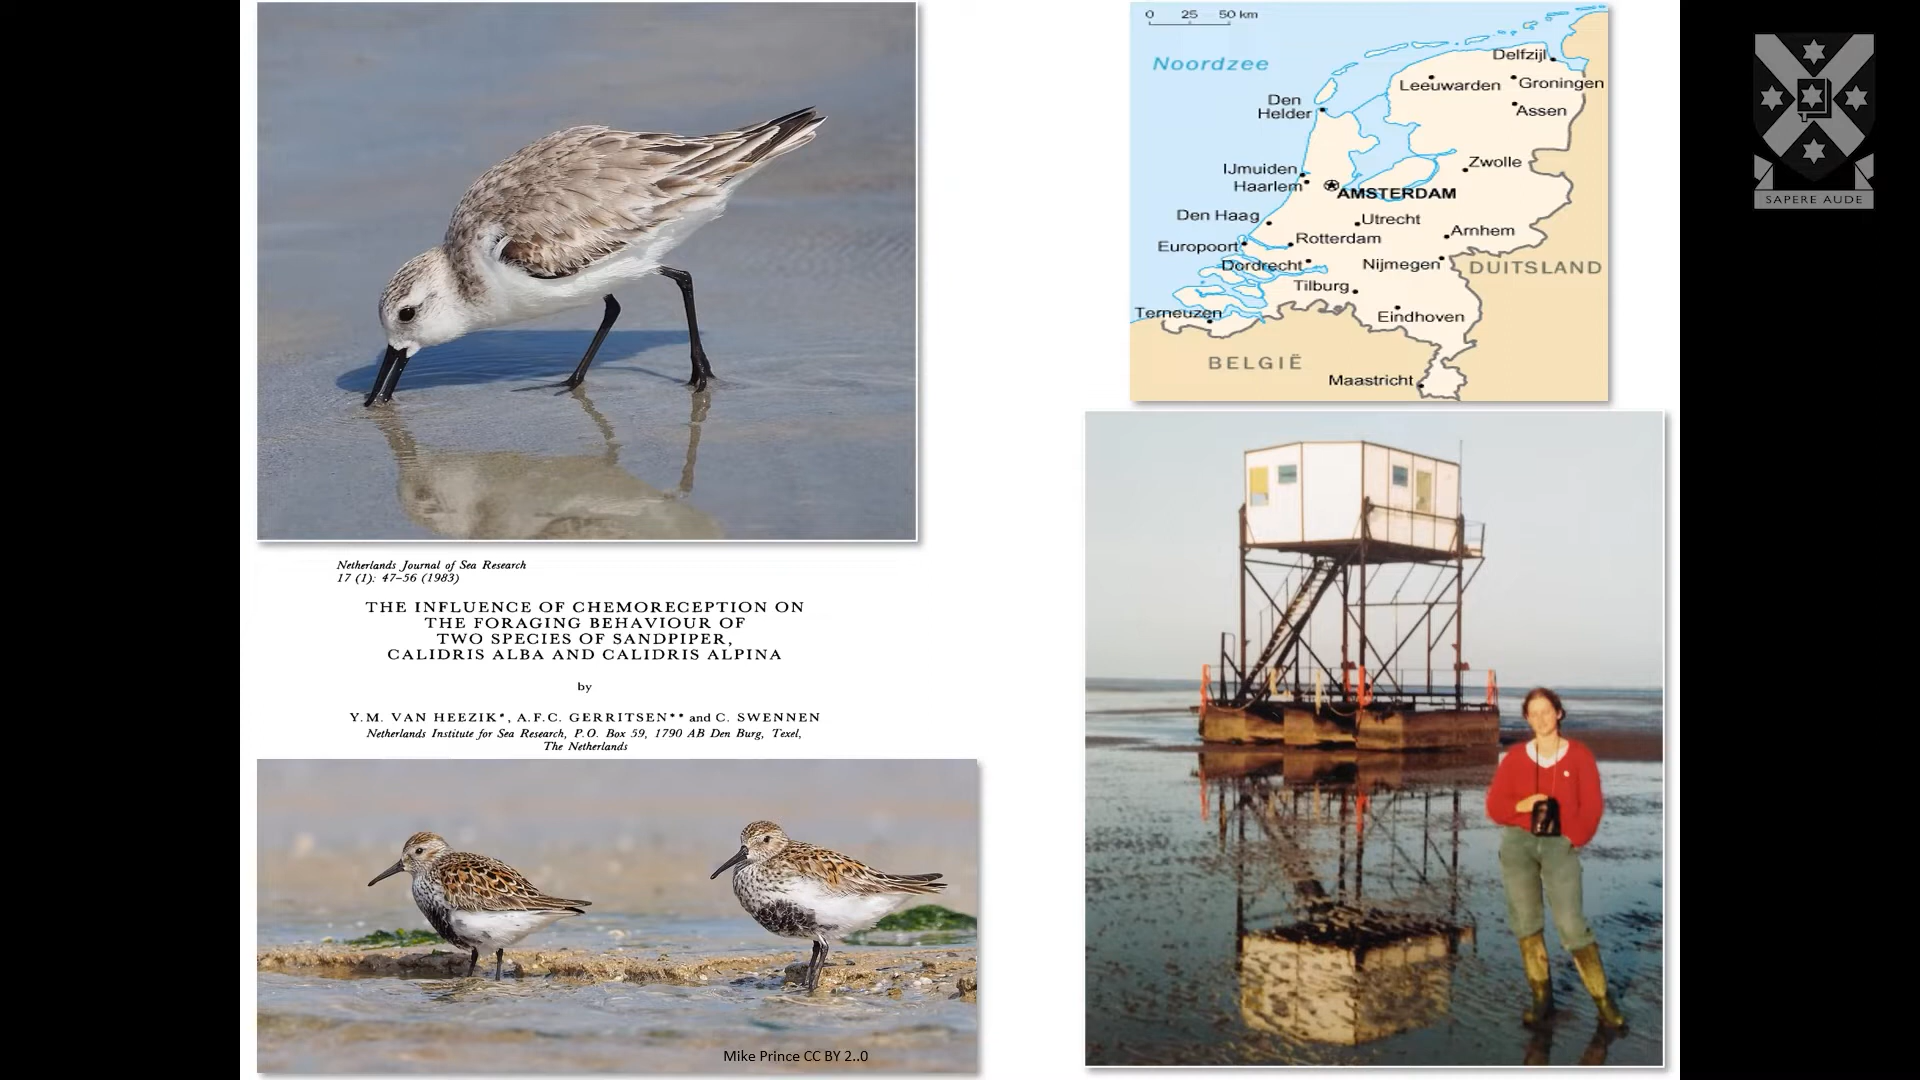 Netherlands Journal of Sea Research
17 (1): 47–56 (1983)
THE INFLUENCE OF CHEMORECEPTION ON
THE FORAGING BEHAVIOUR OF
TWO SPECIES OF SANDPIPER,
CALIDRIS ALBA AND CALIDRIS ALPINA
by
Y.M. VAN HEEZIK*, A.F.C. GERRITSEN** and C. SWENNEN
Netherlands Institute for Sea Research, P.O. Box 59, 1790 AB Den Burg, Texel,
The Netherlands
Mike Prince CC BY 2..0
0 25 50 km
Noordzee
Delfzijl
Leeuwarden
Groningen
Den
Helder
Assen
IJmuiden
Zwolle
Haarlem
AMSTERDAM
Den Haag
Utrecht
Arnhem
Europoort
Rotterdam
Dordrecht
Nijmegen
DUITSLAND
Tilburg
Terneuzen
Eindhoven
BELGIË
Maastricht
SAPERE AUDE